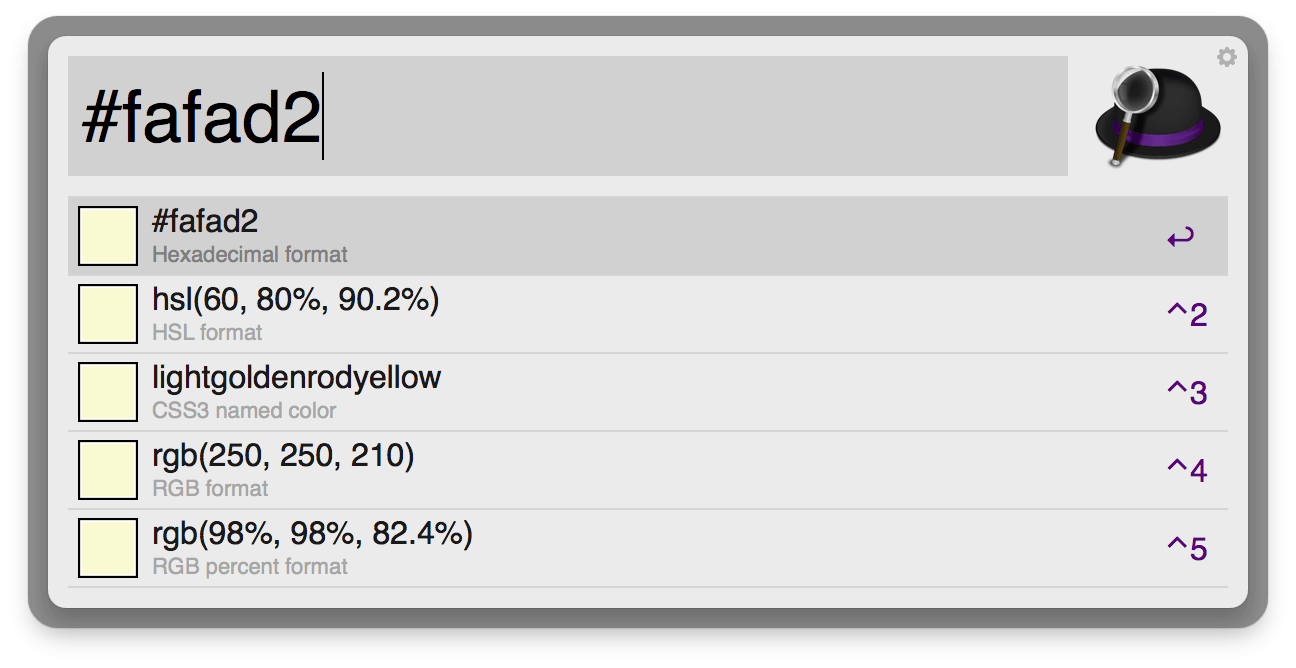 #fafad2
#fafad2
Hexadecimal format
hsl(60, 80%, 90.2%)
HSL format
^2
lightgoldenrodyellow
CSS3 named color
^3
rgb(250, 250, 210)
RGB format
^4
rgb(98%, 98%, 82.4%)
RGB percent format
^5